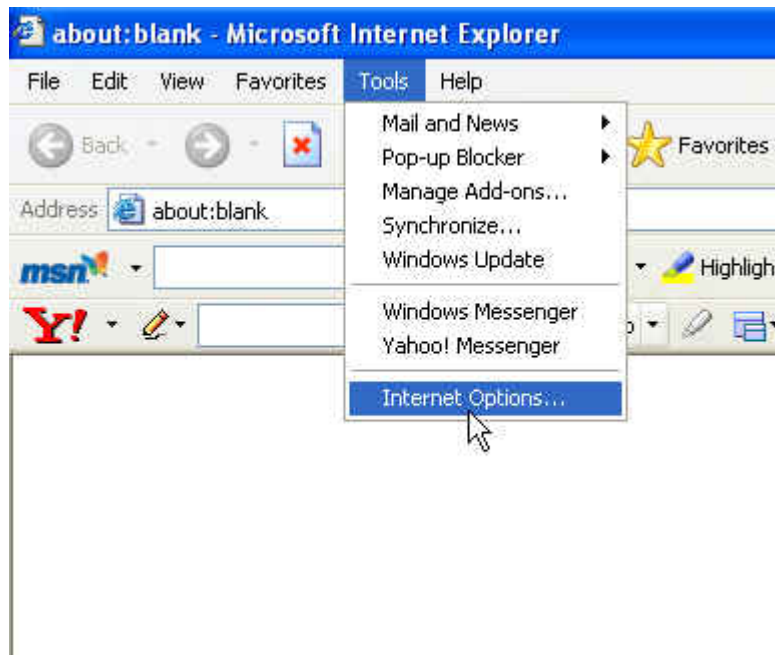 about:blank - Microsoft Internet Explorer
File Edit View Favorites Tools Help
Back Favorites
Address about:blank
msn
Y!
Mail and News
Pop-up Blocker
Manage Add-ons...
Synchronize...
Windows Update
Windows Messenger
Yahoo! Messenger
Internet Options...